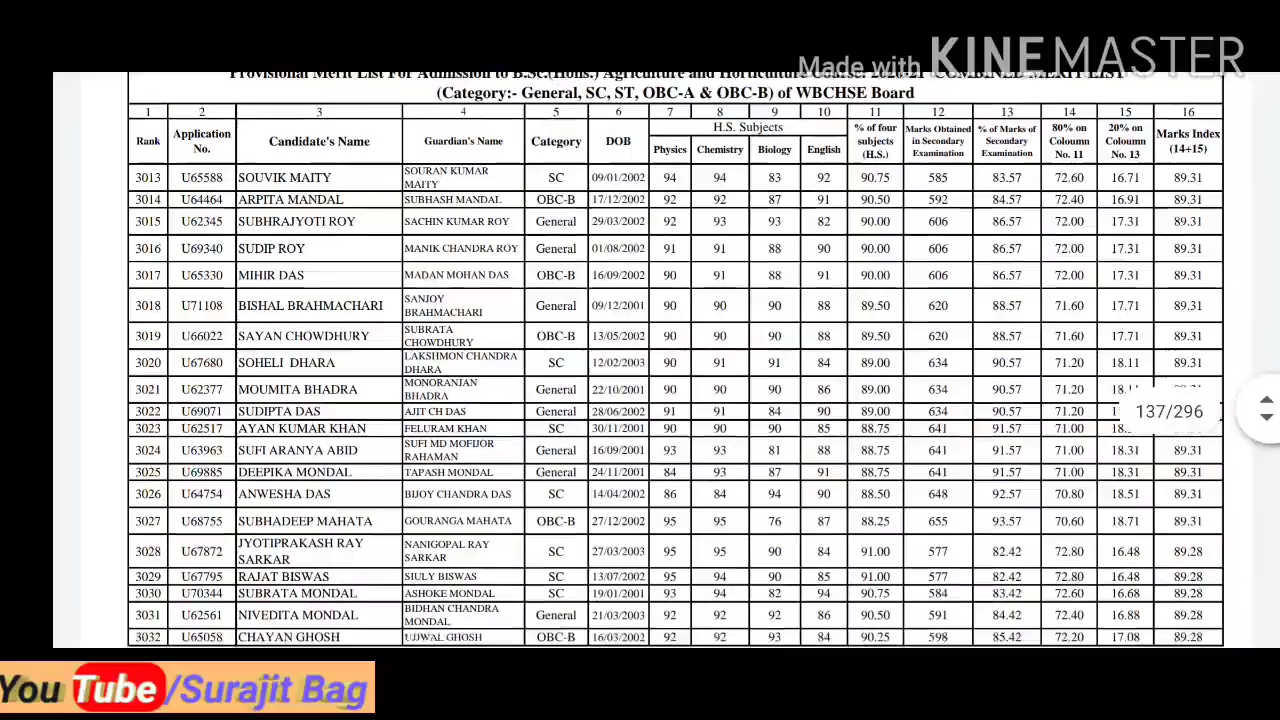 Made with KINEMASTER
Provisional Merit List For Admission to B.Sc.(Hons.) Agriculture and Horticulture Course: 2020-21 COMBINED MERIT LIST
(Category:- General, SC, ST, OBC-A & OBC-B) of WBCHSE Board
1 2 3 4 5 6 7 8 9 10 11 12 13 14 15 16
Rank Application No. Candidate's Name Guardian's Name Category DOB H.S. Subjects Physics Chemistry Biology English % of four subjects (H.S.) Marks Obtained in Secondary Examination % of Marks of Secondary Examination 80% on Coloumn No. 11 20% on Coloumn No. 13 Marks Index (14+15)
3013 U65588 SOUVIK MAITY SOURAN KUMAR MAITY SC 09/01/2002 94 94 83 92 90.75 585 83.57 72.60 16.71 89.31
3014 U64464 ARPITA MANDAL SUBHASH MANDAL OBC-B 17/12/2002 92 92 87 91 90.50 592 84.57 72.40 16.91 89.31
3015 U62345 SUBHRAJYOTI ROY SACHIN KUMAR ROY General 29/03/2002 92 93 93 82 90.00 606 86.57 72.00 17.31 89.31
3016 U69340 SUDIP ROY MANIK CHANDRA ROY General 01/08/2002 91 91 88 90 90.00 606 86.57 72.00 17.31 89.31
3017 U65330 MIHIR DAS MADAN MOHAN DAS OBC-B 16/09/2002 90 91 88 91 90.00 606 86.57 72.00 17.31 89.31
3018 U71108 BISHAL BRAHMACHARI SANJOY BRAHMACHARI General 09/12/2001 90 90 90 88 89.50 620 88.57 71.60 17.71 89.31
3019 U66022 SAYAN CHOWDHURY SUBRATA CHOWDHURY OBC-B 13/05/2002 90 90 90 88 89.50 620 88.57 71.60 17.71 89.31
3020 U67680 SOHELI DHARA LAKSHMON CHANDRA DHARA SC 12/02/2003 90 91 91 84 89.00 634 90.57 71.20 18.11 89.31
3021 U62377 MOUMITA BHADRA MONORANJAN BHADRA General 22/10/2001 90 90 90 86 89.00 634 90.57 71.20
3022 U69071 SUDIPTA DAS AJIT CH DAS General 28/06/2002 91 91 84 90 89.00 634 90.57 71.20
137/296
3023 U62517 AYAN KUMAR KHAN FELURAM KHAN SC 30/11/2001 90 90 90 85 88.75 641 91.57 71.00
3024 U63963 SUFI ARANYA ABID SUFI MD MOFIJOR RAHAMAN General 16/09/2001 93 93 81 88 88.75 641 91.57 71.00 18.31 89.31
3025 U69885 DEEPIKA MONDAL TAPASH MONDAL General 24/11/2001 84 93 87 91 88.75 641 91.57 71.00 18.31 89.31
3026 U64754 ANWESHA DAS BIJOY CHANDRA DAS SC 14/04/2002 86 84 94 90 88.50 648 92.57 70.80 18.51 89.31
3027 U68755 SUBHADEEP MAHATA GOURANGA MAHATA OBC-B 27/12/2002 95 95 76 87 88.25 655 93.57 70.60 18.71 89.31
3028 U67872 JYOTIPRAKASH RAY SARKAR NANIGOPAL RAY SARKAR SC 27/03/2003 95 95 90 84 91.00 577 82.42 72.80 16.48 89.28
3029 U67795 RAJAT BISWAS SIULY BISWAS SC 13/07/2002 95 94 90 85 91.00 577 82.42 72.80 16.48 89.28
3030 U70344 SUBRATA MONDAL ASHOKE MONDAL SC 19/01/2001 93 94 82 94 90.75 584 83.42 72.60 16.68 89.28
3031 U62561 NIVEDITA MONDAL BIDHAN CHANDRA MONDAL General 21/03/2003 92 92 92 86 90.50 591 84.42 72.40 16.88 89.28
3032 U65058 CHAYAN GHOSH UJJWAL GHOSH OBC-B 16/03/2002 92 92 93 84 90.25 598 85.42 72.20 17.08 89.28
You Tube/Surajit Bag